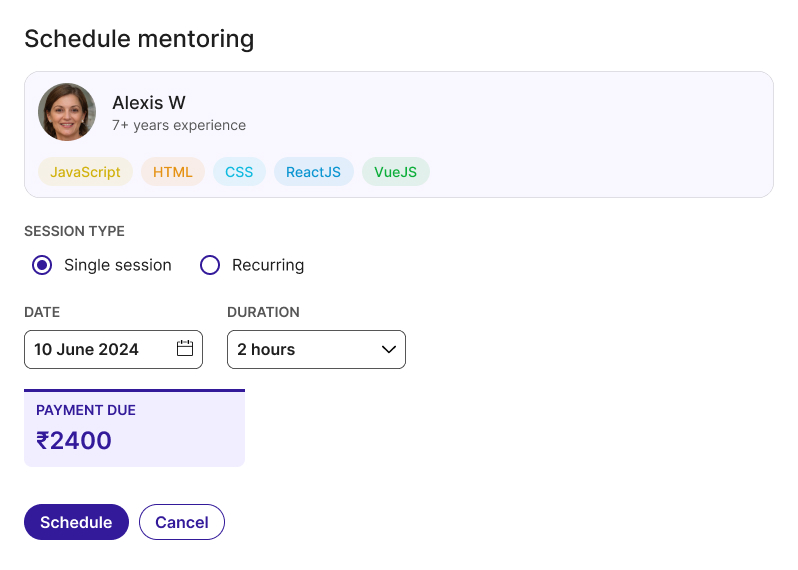 Schedule mentoring
Alexis W
7+ years experience
JavaScript HTML CSS ReactJS VueJS
SESSION TYPE
Single session Recurring
DATE DURATION
10 June 2024 2 hours
PAYMENT DUE
₹2400
Schedule Cancel